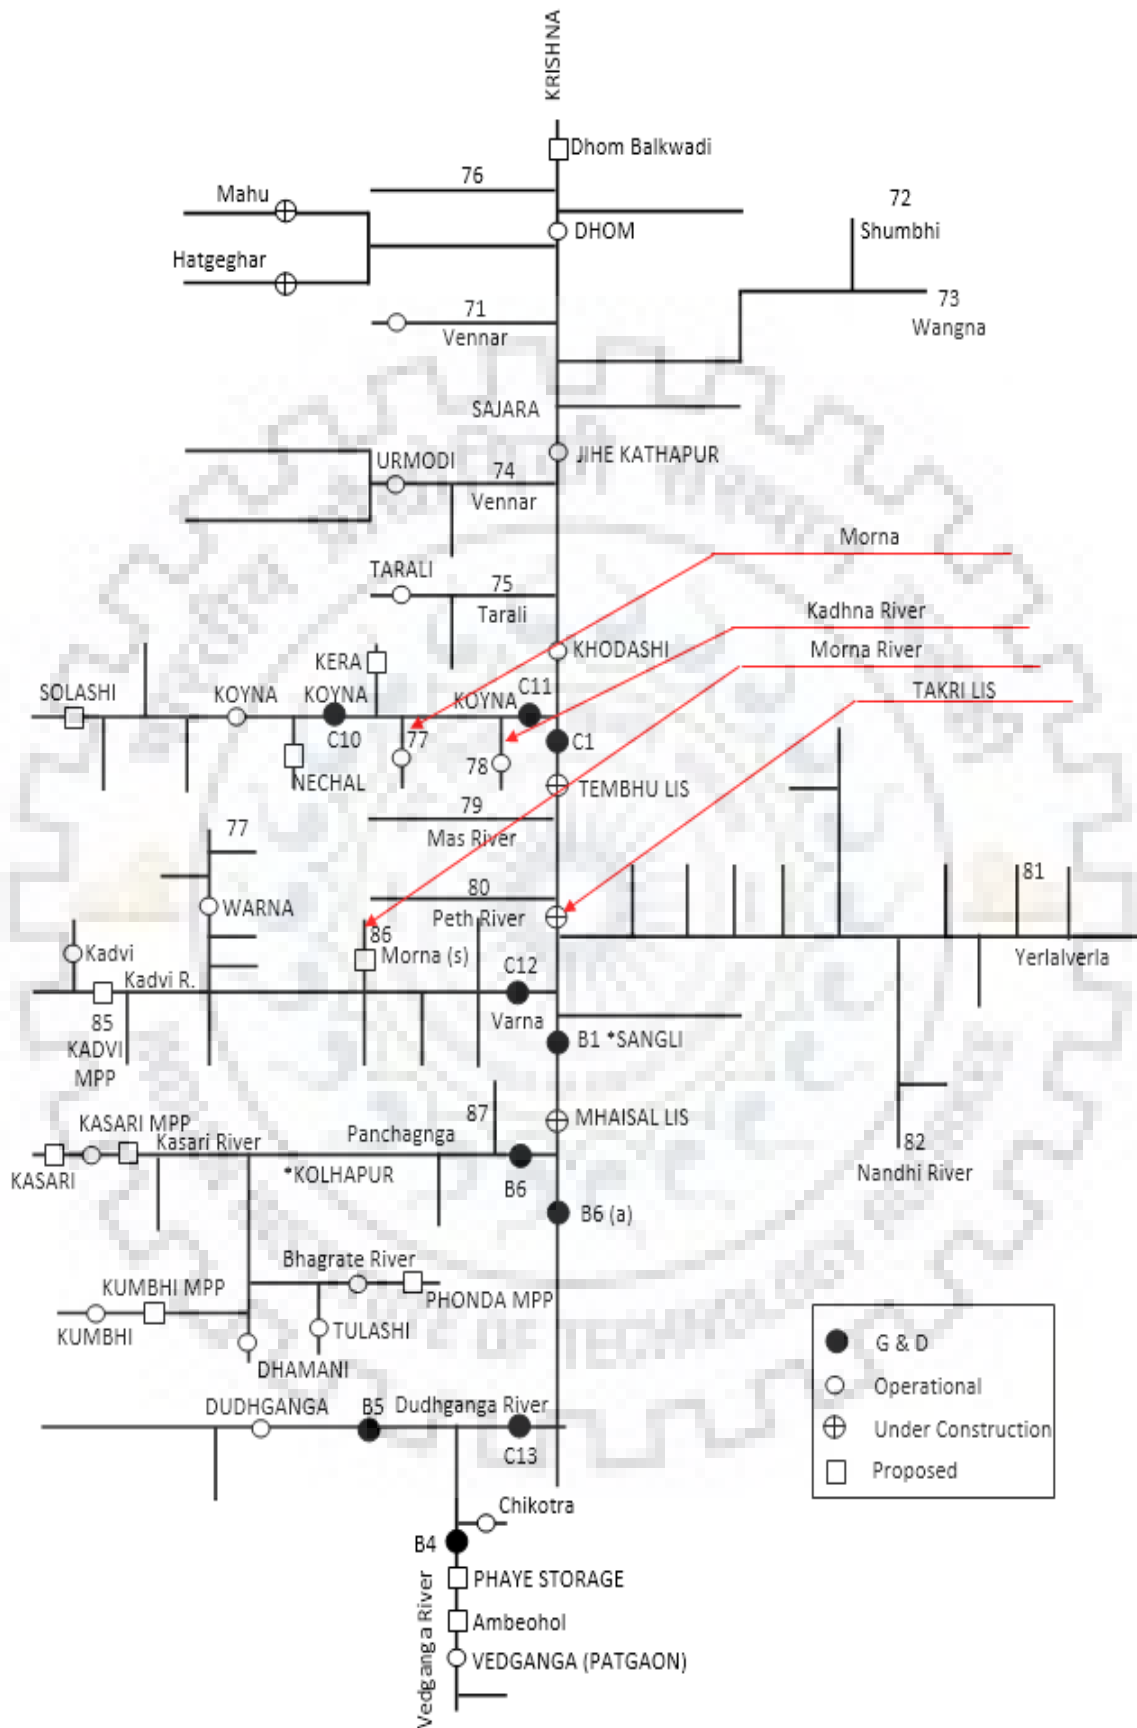 KRISHNA
Dhom Balkwadi
76
Mahu
72
Shumbhi
DHOM
Hatgeghar
73
Wangna
71
Vennar
SAJARA
JIHE KATHAPUR
URMODI
74
Vennar
Morna
TARALI
75
Tarali
Kadhna River
KHODASHI
Morna River
KERA
TAKRI LIS
SOLASHI
KOYNA
KOYNA
KOYNA
C11
C10
77
C1
78
NECHAL
TEMBHU LIS
79
Mas River
77
80
Peth River
WARNA
81
86
Morna (s)
Kadvi
Kadvi R.
C12
Yerlalverla
Varna
85
KADVI
MPP
B1 *SANGLI
87
MHAISAL LIS
KASARI MPP
Kasari River
Panchagnga
*KOLHAPUR
KASARI
B6
82
Nandhi River
B6 (a)
Bhagrate River
KUMBHI MPP
PHONDA MPP
KUMBHI
TULASHI
DHAMANI
G & D
Operational
Under Construction
Proposed
DUDHGANGA
B5
Dudhganga River
C13
Chikotra
B4
PHAYE STORAGE
Ambeohol
VEDGANGA (PATGAON)
Vedganga River